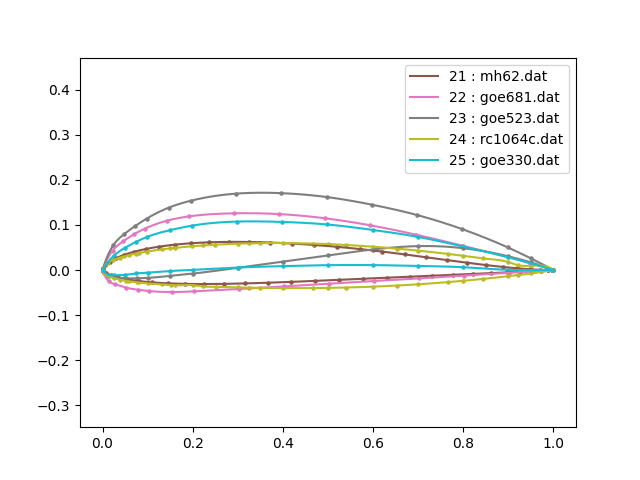 21 : mh62.dat
22 : goe681.dat
23 : goe523.dat
24 : rc1064c.dat
25 : goe330.dat
0.4
0.3
0.2
0.1
0.0
−0.1
−0.2
−0.3
0.0 0.2 0.4 0.6 0.8 1.0